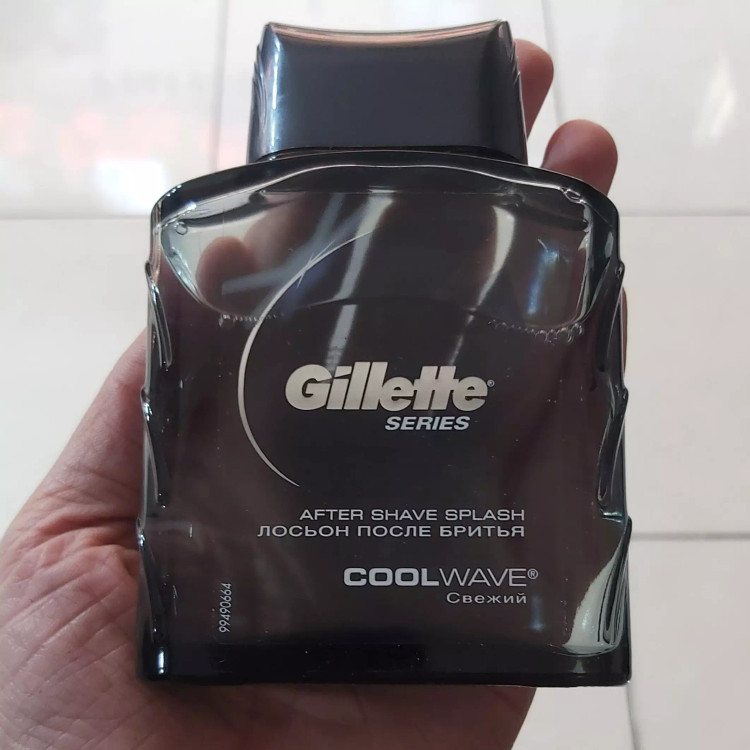 Gillette®
SERIES
AFTER SHAVE SPLASH
ЛОСЬОН ПОСЛЕ БРИТЬЯ
COOLWAVE®
Свежий
99490664